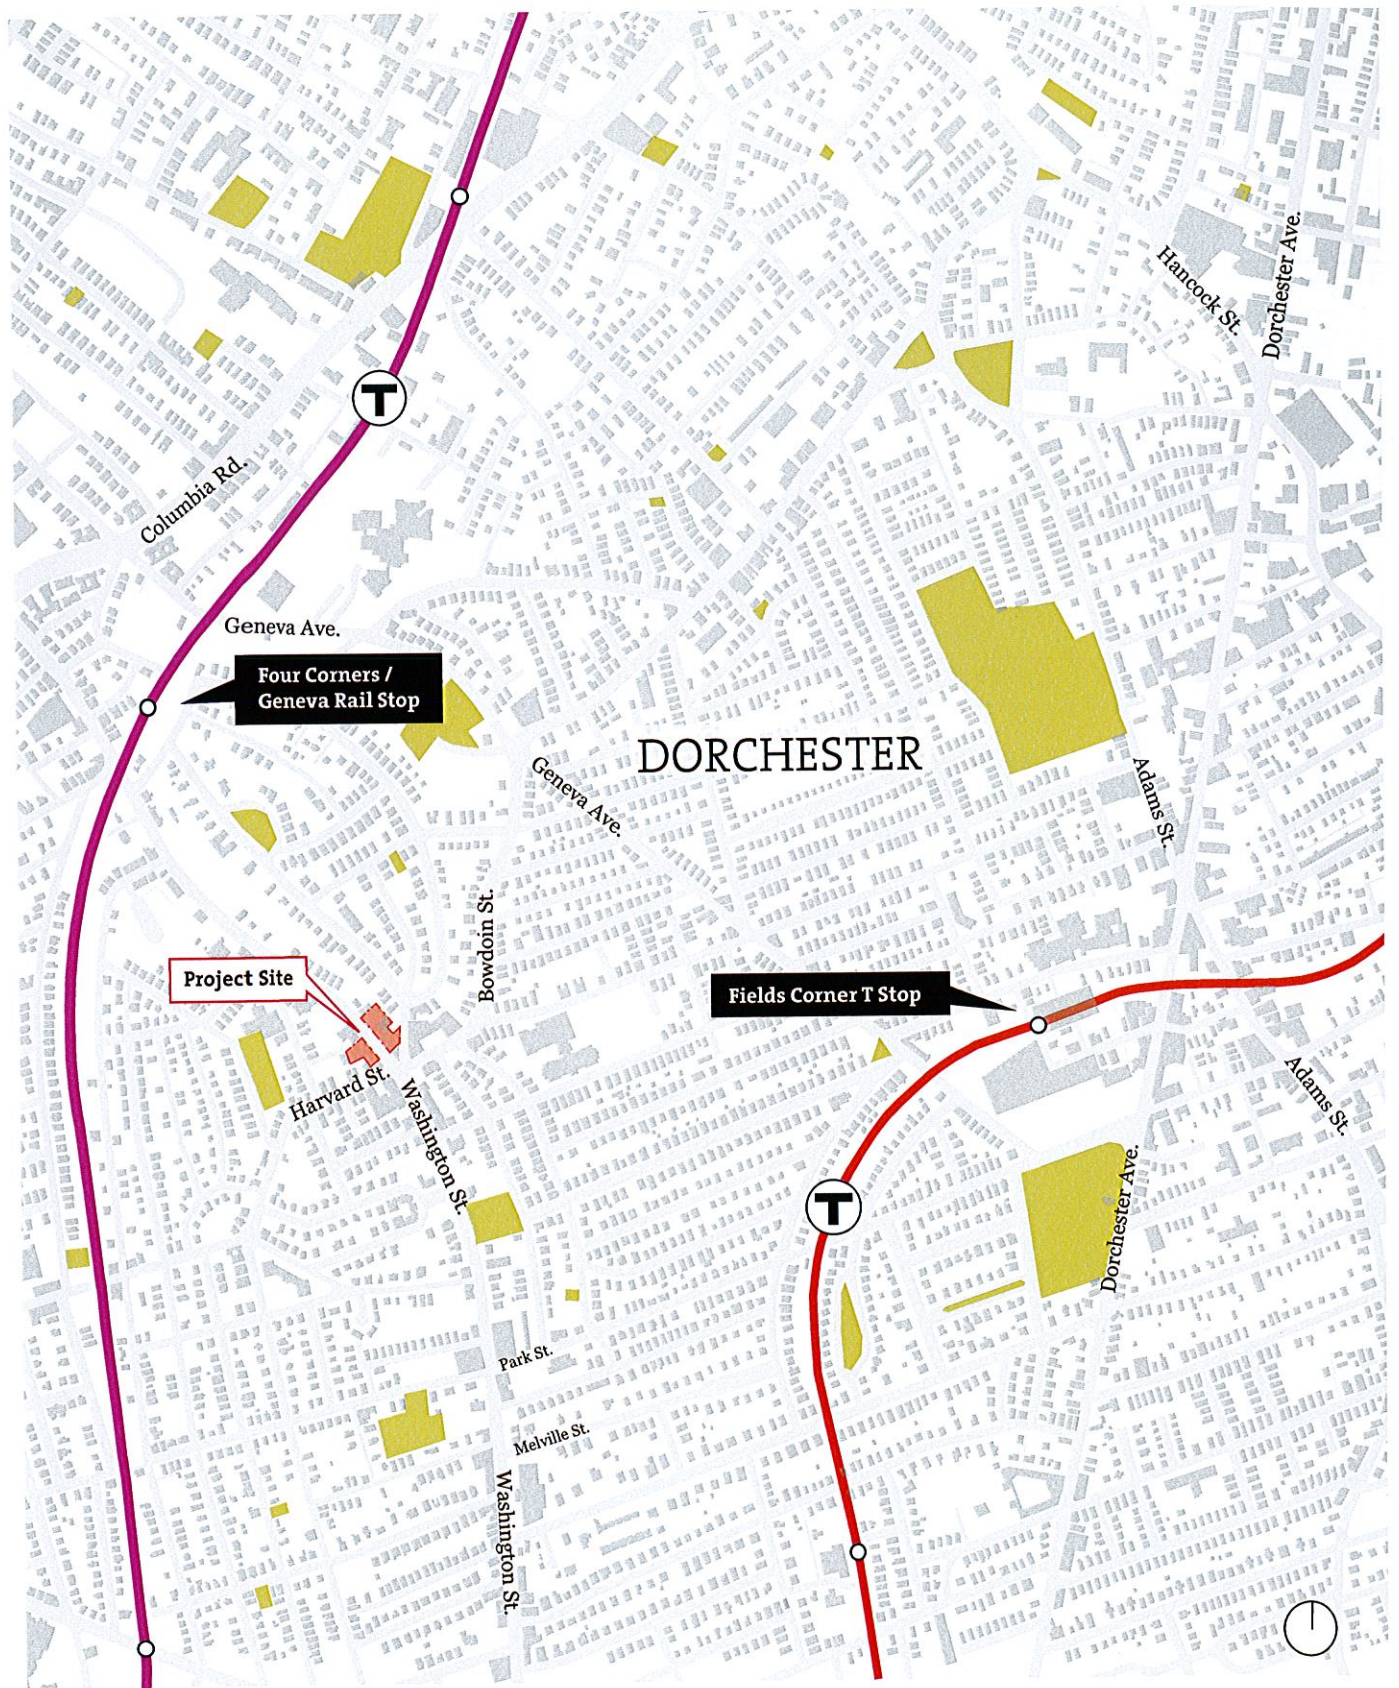 Hancock St.
Dorchester Ave.
T
Columbia Rd.
Geneva Ave.
Four Corners /
Geneva Rail Stop
DORCHESTER
Geneva Ave.
Adams St.
Bowdoin St.
Project Site
Fields Corner T Stop
Harvard St.
Washington St.
Adams St.
Dorchester Ave.
T
Park St.
Melville St.
Washington St.